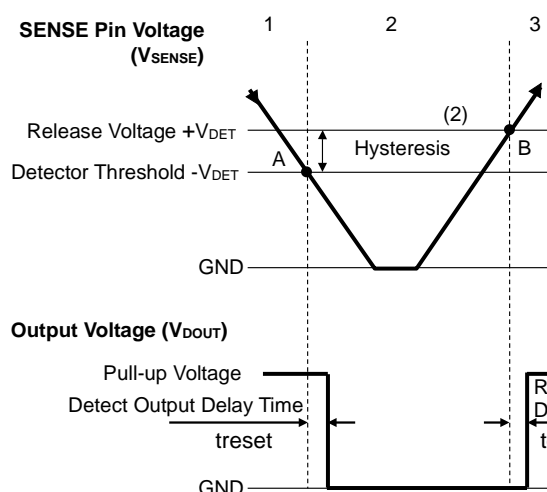 SENSE Pin Voltage
(VSENSE)
1
2
3
(2)
Release Voltage +VDET
A
Hysteresis
B
Detector Threshold -VDET
GND
Output Voltage (VDOUT)
Pull-up Voltage
R
Detect Output Delay Time
D
treset
t
GND